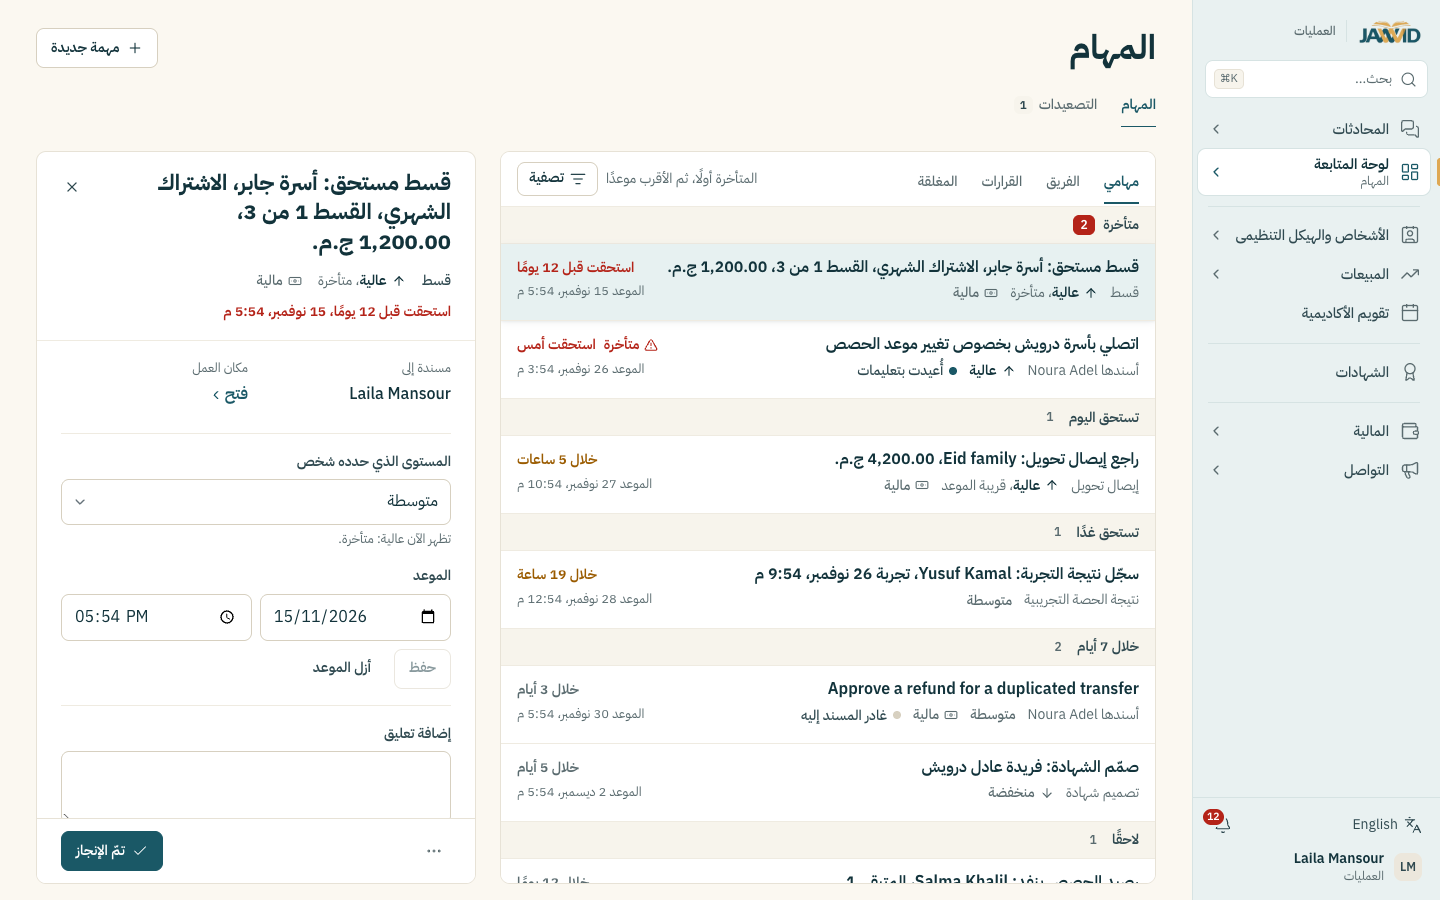 JAWWID
العمليات
بحث...
⌘K
المحادثات
لوحة المتابعة
المهام
الأشخاص والهيكل التنظيمي
المبيعات
تقويم الأكاديمية
الشهادات
المالية
التواصل
English
12
Laila Mansour
العمليات
LM
المهام
مهمة جديدة
المهام
التصعيدات 1
مهامي
الفريق
القرارات
المغلقة
المتأخرة أولًا، ثم الأقرب موعدًا
تصفية
متأخرة 2
قسط مستحق: أسرة جابر، الاشتراك الشهري، القسط 1 من 3، 1,200.00 ج.م.
استحقت قبل 12 يومًا
قسط عالية، متأخرة مالية
الموعد 15 نوفمبر، 5:54 م
اتصلي بأسرة درويش بخصوص تغيير موعد الحصص
متأخرة استحقت أمس
أسندها Noura Adel عالية أُعيدت بتعليمات
الموعد 26 نوفمبر، 3:54 م
تستحق اليوم 1
راجع إيصال تحويل: Eid family، 4,200.00 ج.م.
خلال 5 ساعات
إيصال تحويل عالية، قريبة الموعد مالية
الموعد 27 نوفمبر، 10:54 م
تستحق غدًا 1
سجّل نتيجة التجربة: Yusuf Kamal، تجربة 26 نوفمبر، 9:54 م
خلال 19 ساعة
نتيجة الحصة التجريبية متوسطة
الموعد 28 نوفمبر، 12:54 م
خلال 7 أيام 2
Approve a refund for a duplicated transfer
خلال 3 أيام
أسندها Noura Adel متوسطة مالية غادر المسند إليه
الموعد 30 نوفمبر، 5:54 م
صمّم الشهادة: فريدة عادل درويش
خلال 5 أيام
تصميم شهادة منخفضة
الموعد 2 ديسمبر، 5:54 م
لاحقًا 1
رصيد الحصص ينفد: Salma Khalil، المتبقي 1
خلال 12 يومًا
قسط مستحق: أسرة جابر، الاشتراك
الشهري، القسط 1 من 3،
1,200.00 ج.م.
قسط عالية، متأخرة مالية
استحقت قبل 12 يومًا، 15 نوفمبر، 5:54 م
مسندة إلى
Laila Mansour
مكان العمل
فتح
المستوى الذي حدده شخص
متوسطة
تظهر الآن عالية: متأخرة.
الموعد
15/11/2026
05:54 PM
حفظ
أزل الموعد
إضافة تعليق
تمّ الإنجاز